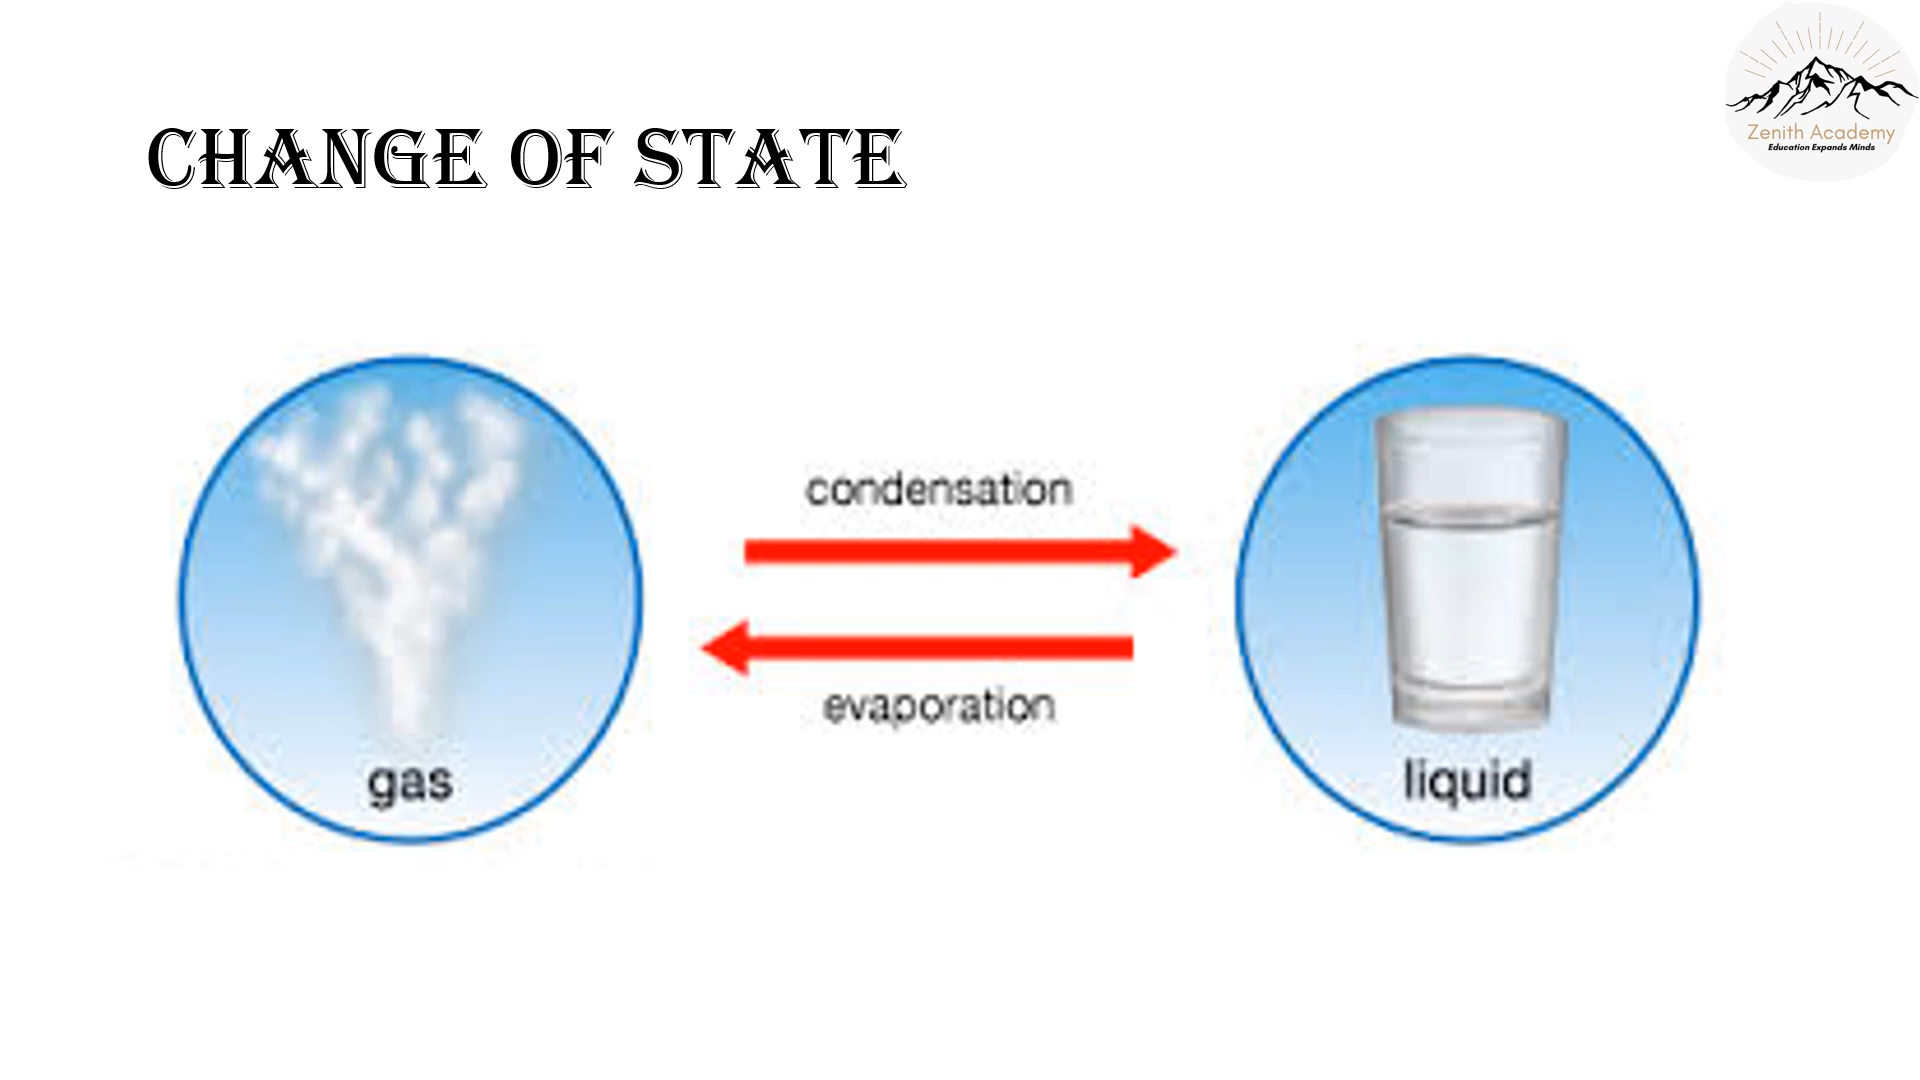 Zenith Academy
Education Expands Minds
CHANGE OF STATE
condensation
evaporation
gas
liquid